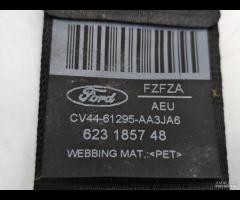 FZFZA
Ford
AEU
CV44-61295-AA3JA6
623 1857 48
WEBBING MAT.:<PET>